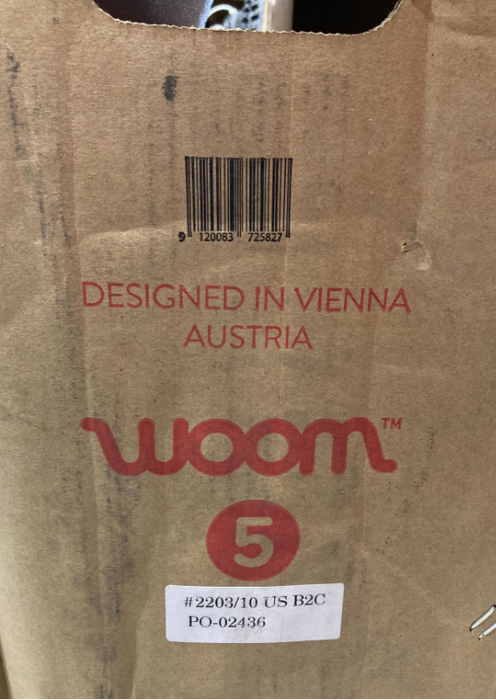 9 120083 725827
DESIGNED IN VIENNA
AUSTRIA
woom™
5
#2203/10 US B2C
PO-02436